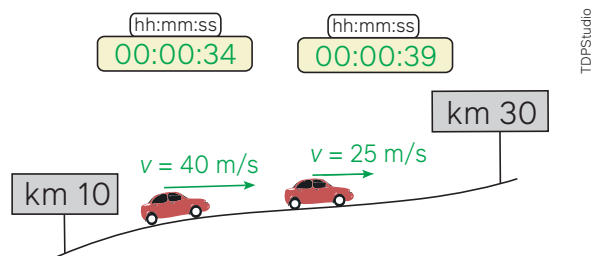 hh:mm:ss
00:00:34
hh:mm:ss
00:00:39
TDPStudio
km 30
v = 40 m/s
v = 25 m/s
km 10